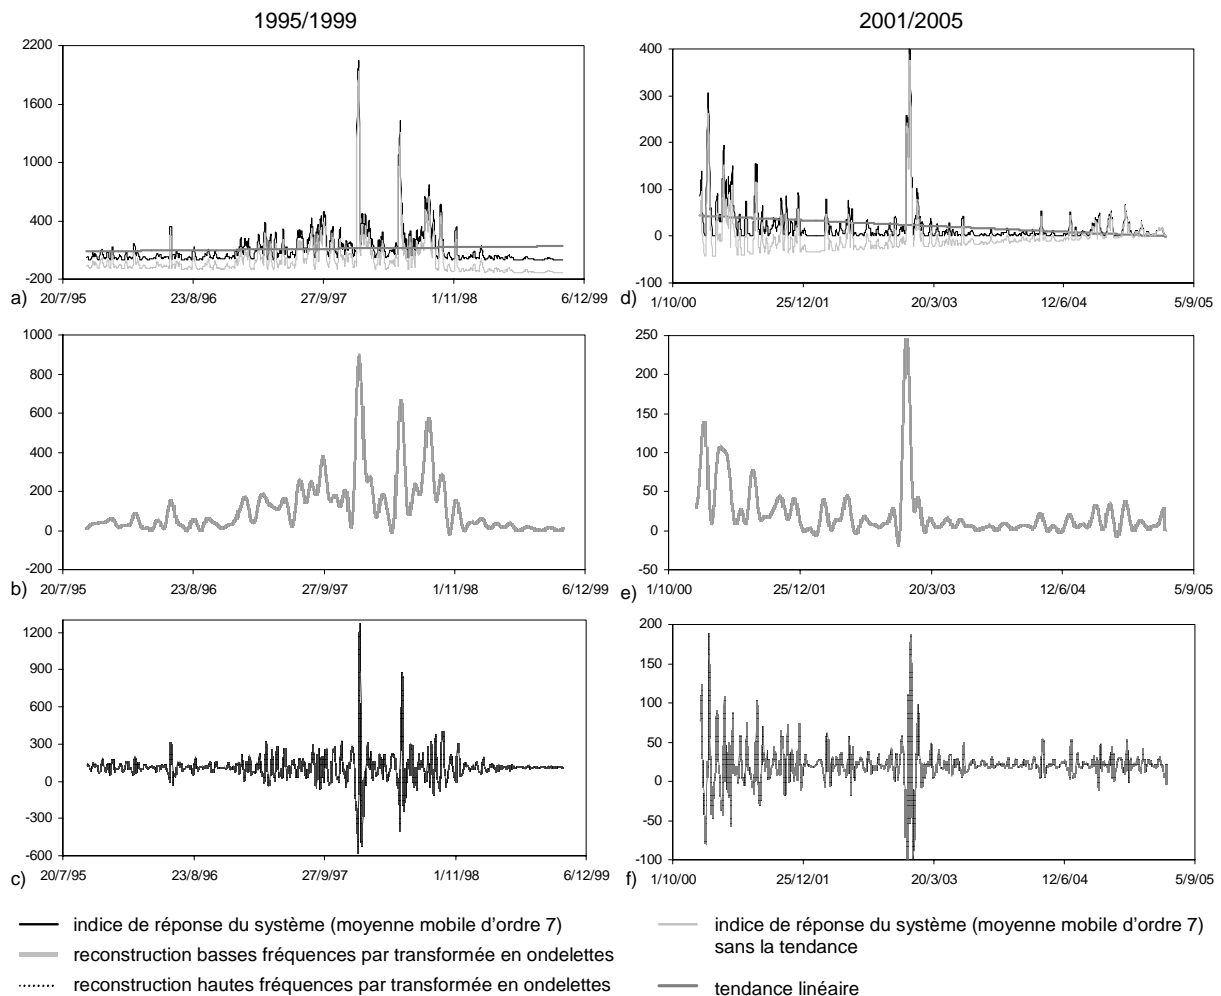 1995/1999
2001/2005
2200
1600
1000
400
-200
a)
20/7/95 23/8/96 27/9/97 1/11/98 6/12/99
400
300
200
100
0
-100
d)
1/10/00 25/12/01 20/3/03 12/6/04 5/9/05
1000
800
600
400
200
0
-200
b)
20/7/95 23/8/96 27/9/97 1/11/98 6/12/99
250
200
150
100
50
0
-50
e)
1/10/00 25/12/01 20/3/03 12/6/04 5/9/05
1200
900
600
300
0
-300
-600
c)
20/7/95 23/8/96 27/9/97 1/11/98 6/12/99
200
150
100
50
0
-50
-100
f)
1/10/00 25/12/01 20/3/03 12/6/04 5/9/05
indice de réponse du système (moyenne mobile d'ordre 7)
reconstruction basses fréquences par transformée en ondelettes
reconstruction hautes fréquences par transformée en ondelettes
indice de réponse du système (moyenne mobile d'ordre 7)
sans la tendance
tendance linéaire